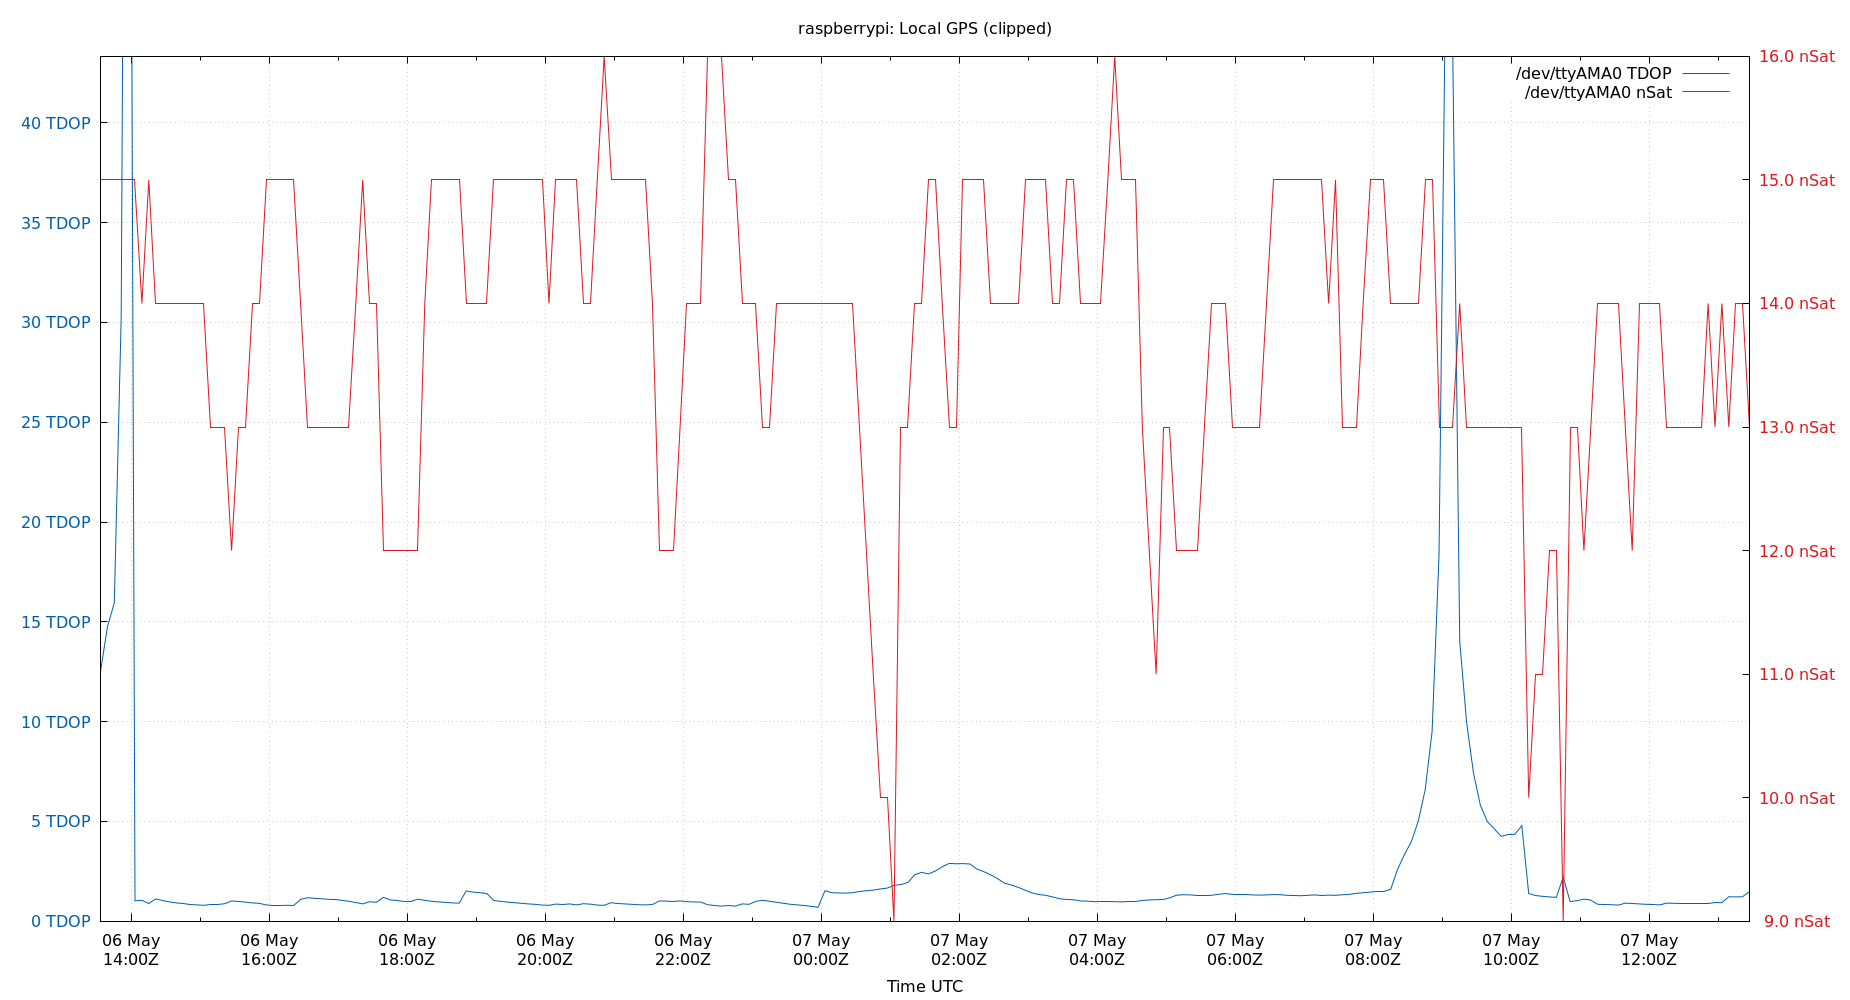 raspberrypi: Local GPS (clipped)
/dev/ttyAMA0 TDOP
/dev/ttyAMA0 nSat
40 TDOP
35 TDOP
30 TDOP
25 TDOP
20 TDOP
15 TDOP
10 TDOP
5 TDOP
0 TDOP
16.0 nSat
15.0 nSat
14.0 nSat
13.0 nSat
12.0 nSat
11.0 nSat
10.0 nSat
9.0 nSat
06 May
14:00Z
06 May
16:00Z
06 May
18:00Z
06 May
20:00Z
06 May
22:00Z
07 May
00:00Z
07 May
02:00Z
07 May
04:00Z
07 May
06:00Z
07 May
08:00Z
07 May
10:00Z
07 May
12:00Z
Time UTC